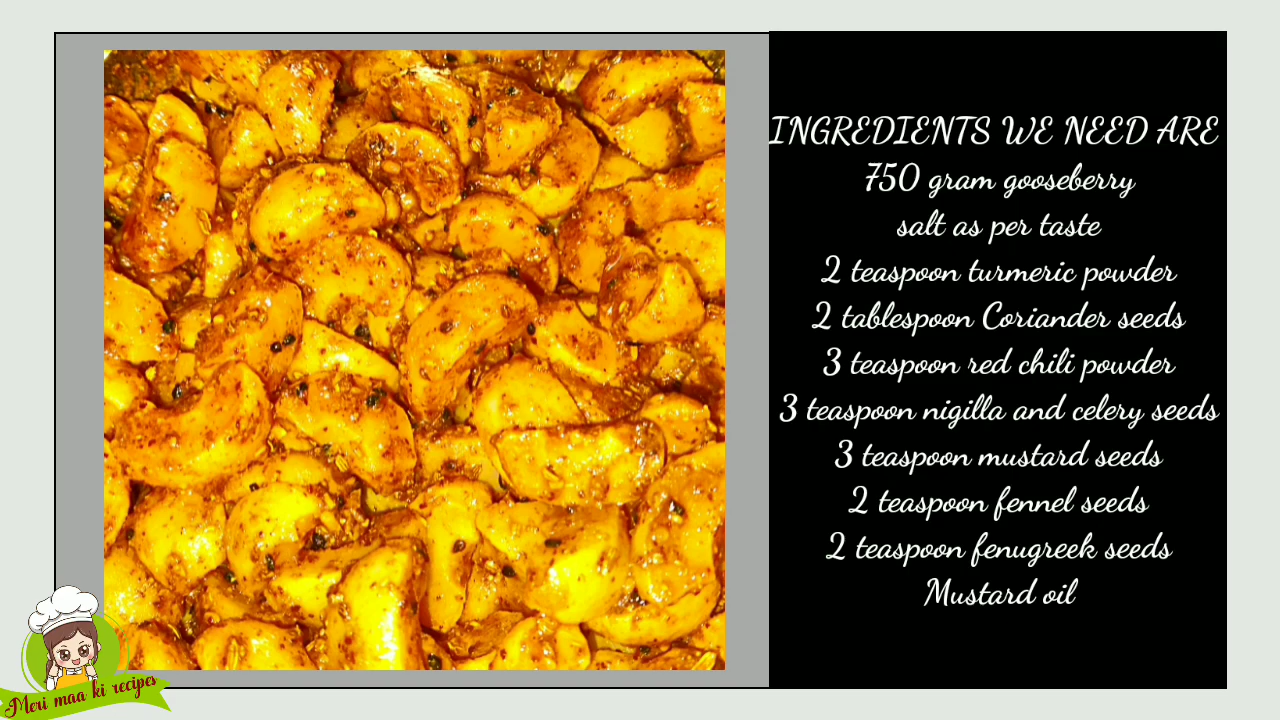 INGREDIENTS WE NEED ARE
750 gram gooseberry
salt as per taste
2 teaspoon turmeric powder
2 tablespoon Coriander seeds
3 teaspoon red chili powder
3 teaspoon nigilla and celery seeds
3 teaspoon mustard seeds
2 teaspoon fennel seeds
2 teaspoon fenugreek seeds
Mustard oil
Meri maa ki recipes